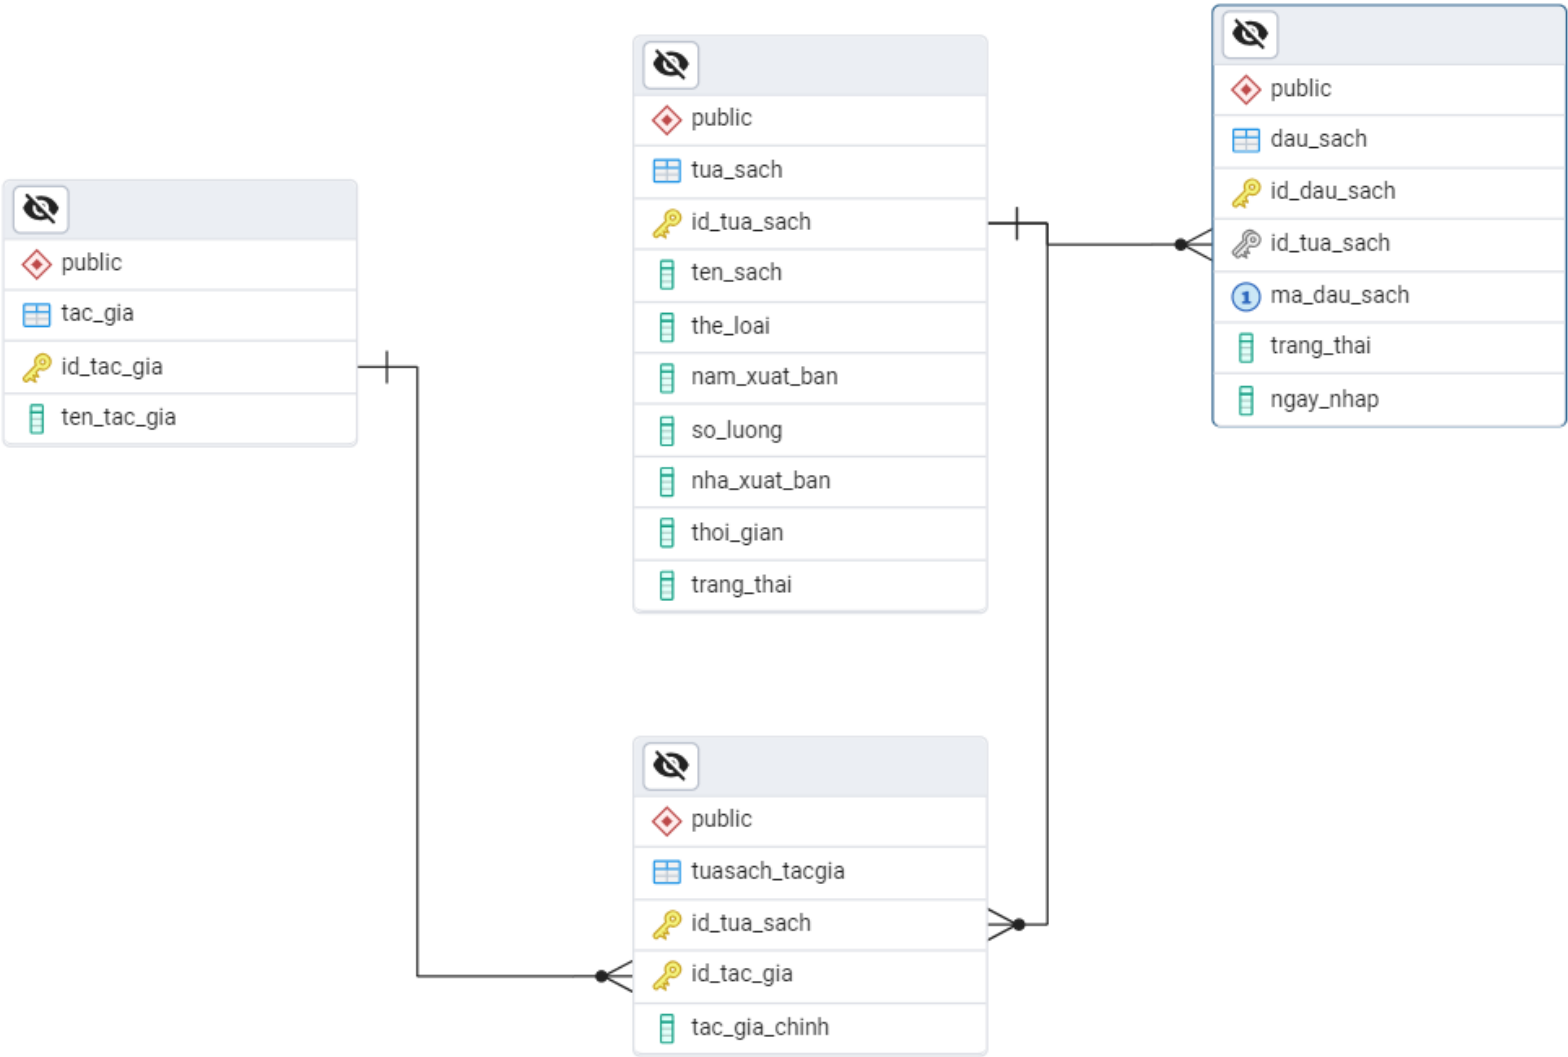 public
tac_gia
id_tac_gia
ten_tac_gia
public
tua_sach
id_tua_sach
ten_sach
the_loai
nam_xuat_ban
so_luong
nha_xuat_ban
thoi_gian
trang_thai
public
dau_sach
id_dau_sach
id_tua_sach
1 ma_dau_sach
trang_thai
ngay_nhap
public
tuasach_tacgia
id_tua_sach
id_tac_gia
tac_gia_chinh